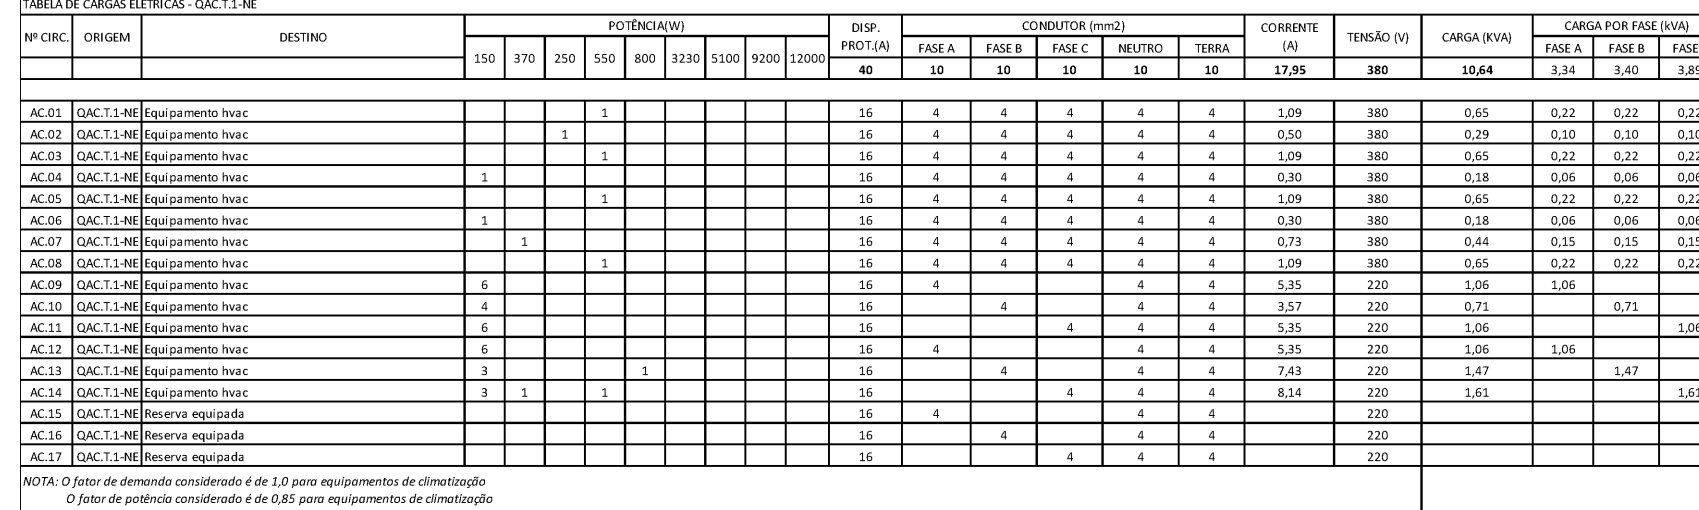 TABELA DE CARGAS ELÉTRICAS - QAC.T.1-NE
Nº CIRC. ORIGEM DESTINO POTÊNCIA(W) DISP. PROT.(A) CONDUTOR (mm2) CORRENTE (A) TENSÃO (V) CARGA (KVA) CARGA POR FASE (kVA)
150 370 250 550 800 3230 5100 9200 12000 FASE A FASE B FASE C NEUTRO TERRA FASE A FASE B FASE
40 10 10 10 10 10 17,95 380 10,64 3,34 3,40 3,89
AC.01 QAC.T.1-NE Equipamento hvac 1 16 4 4 4 4 4 1,09 380 0,65 0,22 0,22 0,22
AC.02 QAC.T.1-NE Equipamento hvac 1 16 4 4 4 4 4 0,50 380 0,29 0,10 0,10 0,10
AC.03 QAC.T.1-NE Equipamento hvac 1 16 4 4 4 4 4 1,09 380 0,65 0,22 0,22 0,22
AC.04 QAC.T.1-NE Equipamento hvac 1 16 4 4 4 4 4 0,30 380 0,18 0,06 0,06 0,06
AC.05 QAC.T.1-NE Equipamento hvac 1 16 4 4 4 4 4 1,09 380 0,65 0,22 0,22 0,22
AC.06 QAC.T.1-NE Equipamento hvac 1 16 4 4 4 4 4 0,30 380 0,18 0,06 0,06 0,06
AC.07 QAC.T.1-NE Equipamento hvac 1 16 4 4 4 4 4 0,73 380 0,44 0,15 0,15 0,15
AC.08 QAC.T.1-NE Equipamento hvac 1 16 4 4 4 4 4 1,09 380 0,65 0,22 0,22 0,22
AC.09 QAC.T.1-NE Equipamento hvac 6 16 4 4 4 5,35 220 1,06 1,06
AC.10 QAC.T.1-NE Equipamento hvac 4 16 4 4 4 3,57 220 0,71 0,71
AC.11 QAC.T.1-NE Equipamento hvac 6 16 4 4 4 5,35 220 1,06 1,06
AC.12 QAC.T.1-NE Equipamento hvac 6 16 4 4 4 5,35 220 1,06 1,06
AC.13 QAC.T.1-NE Equipamento hvac 3 1 16 4 4 4 7,43 220 1,47 1,47
AC.14 QAC.T.1-NE Equipamento hvac 3 1 1 16 4 4 4 8,14 220 1,61 1,61
AC.15 QAC.T.1-NE Reserva equipada 16 4 4 4 220
AC.16 QAC.T.1-NE Reserva equipada 16 4 4 4 220
AC.17 QAC.T.1-NE Reserva equipada 16 4 4 4 220
NOTA: O fator de demanda considerado é de 1,0 para equipamentos de climatização
O fator de potência considerado é de 0,85 para equipamentos de climatização